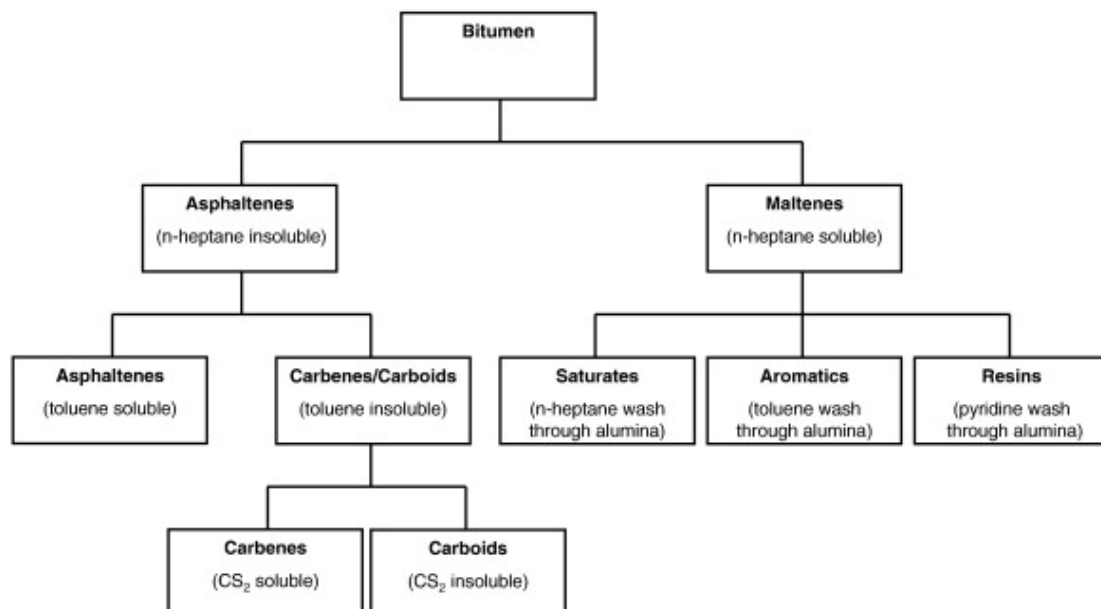 Bitumen
Asphaltenes
(n-heptane insoluble)
Maltenes
(n-heptane soluble)
Asphaltenes
(toluene soluble)
Carbenes/Carboids
(toluene insoluble)
Saturates
(n-heptane wash
through alumina)
Aromatics
(toluene wash
through alumina)
Resins
(pyridine wash
through alumina)
Carbenes
(CS₂ soluble)
Carboids
(CS₂ insoluble)